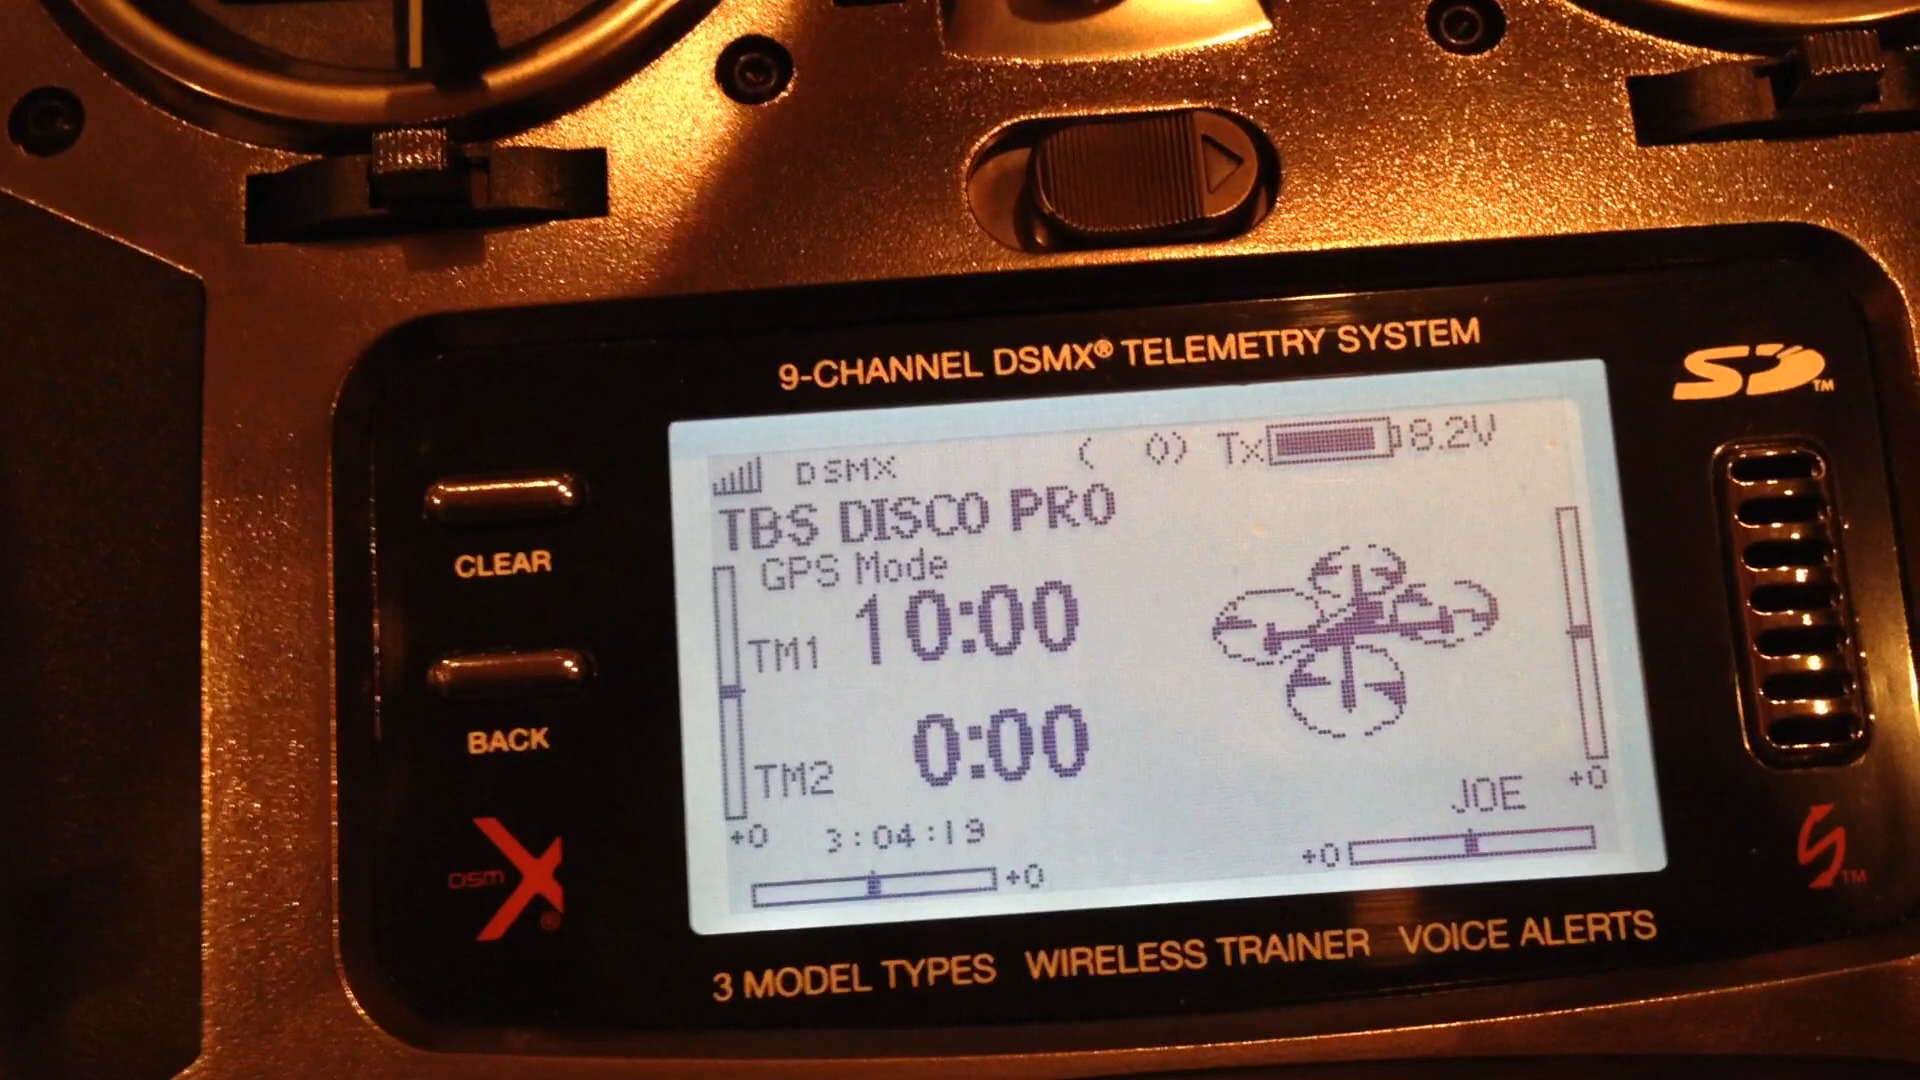 9-CHANNEL DSMX® TELEMETRY SYSTEM
SD™
DSMX
Tx 8.2V
TBS DISCO PRO
GPS Mode
TM1 10:00
TM2 0:00
JOE
+0
+0 3:04:19
+0
+0
CLEAR
BACK
DSM X®
S™
3 MODEL TYPES WIRELESS TRAINER VOICE ALERTS